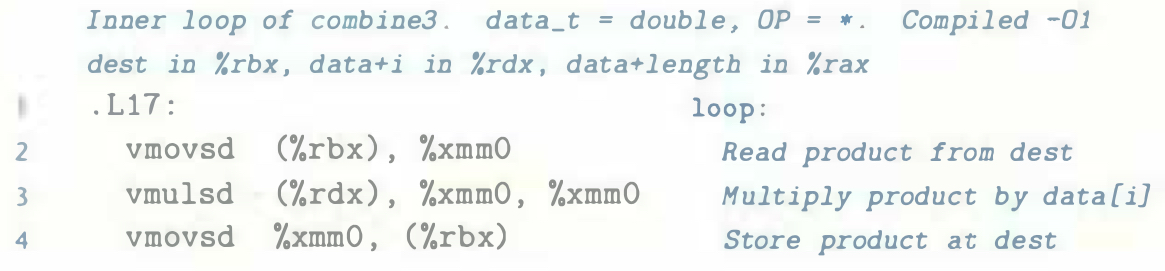 Inner loop of combine3. data_t = double, OP = *. Compiled -O1
dest in %rbx, data+i in %rdx, data+length in %rax
.L17: loop:
2 vmovsd (%rbx), %xmm0 Read product from dest
3 vmulsd (%rdx), %xmm0, %xmm0 Multiply product by data[i]
4 vmovsd %xmm0, (%rbx) Store product at dest